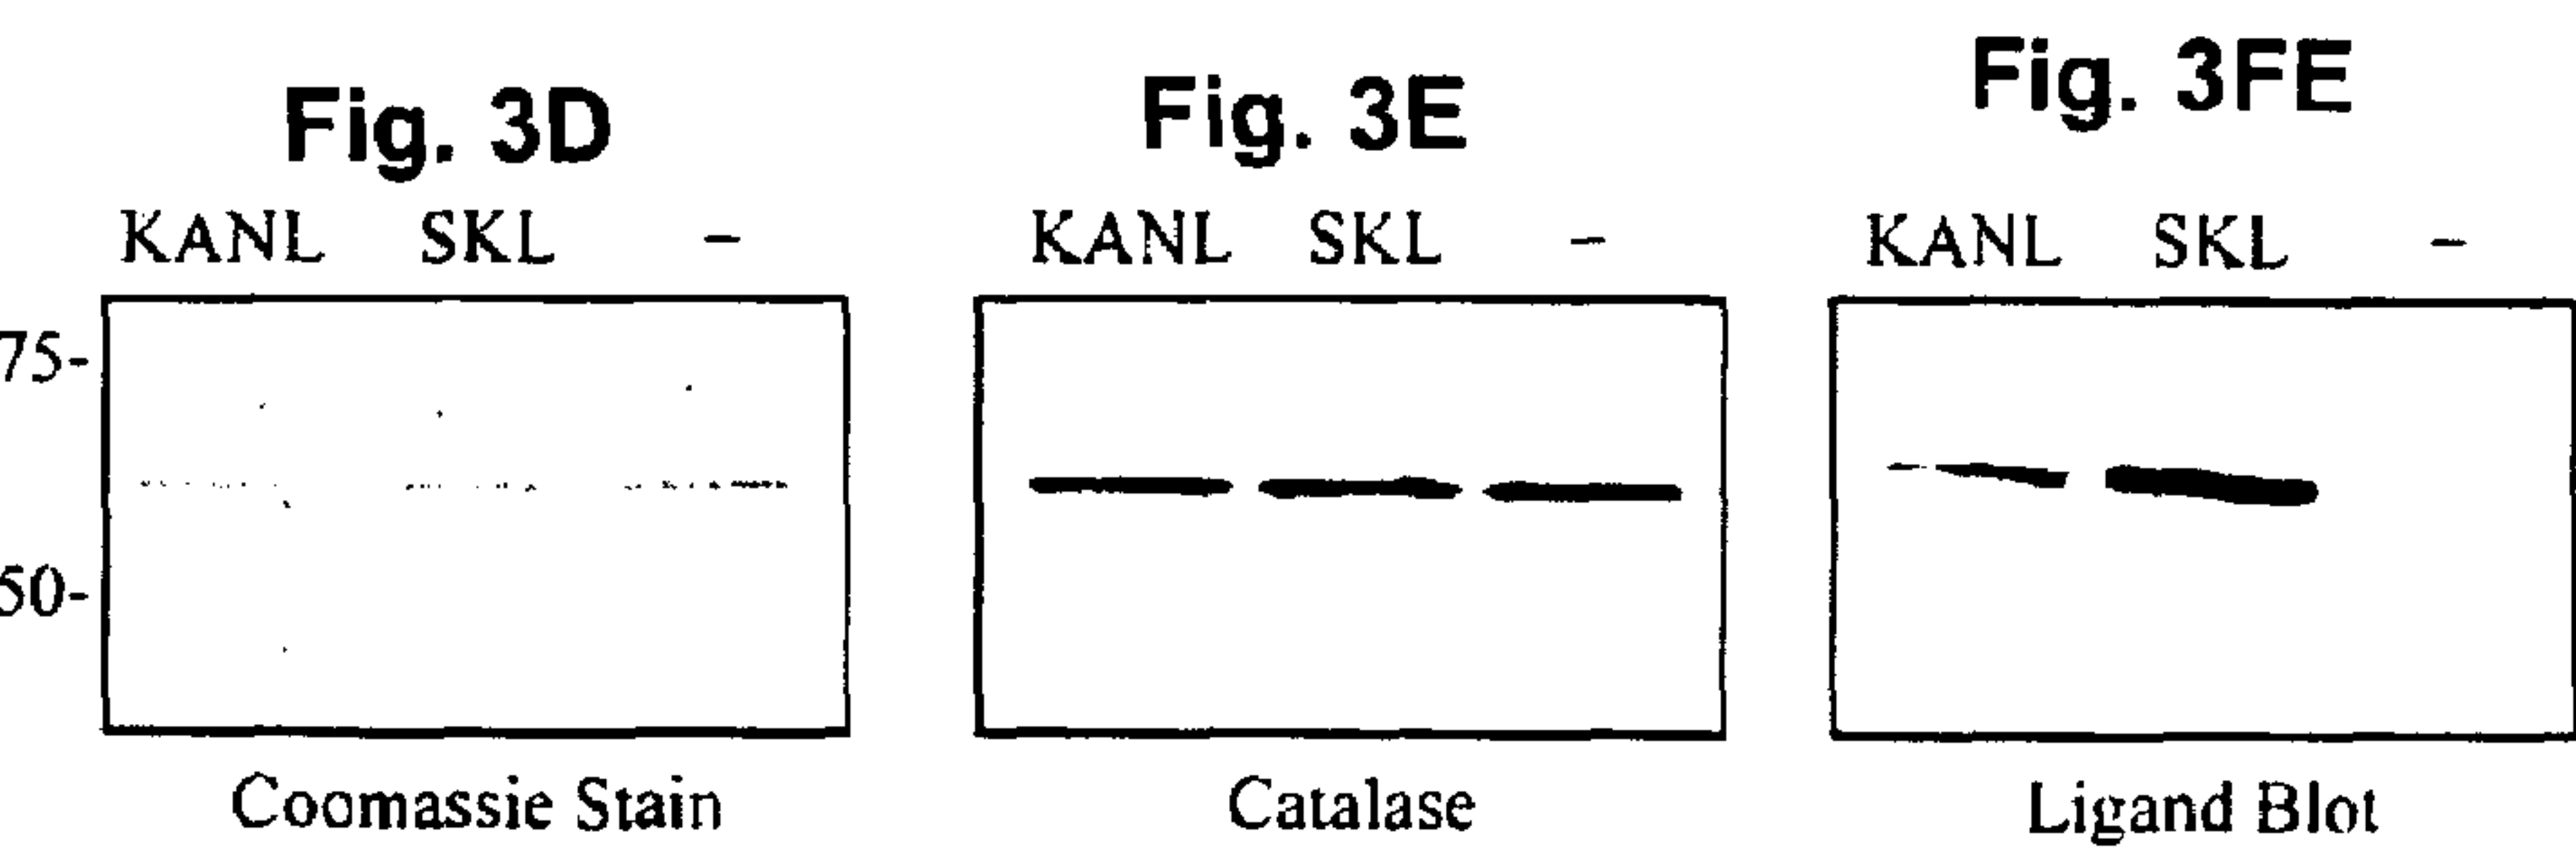 Fig. 3D
KANL SKL –
75-
50-
Coomassie Stain
Fig. 3E
KANL SKL –
Catalase
Fig. 3FE
KANL SKL –
Ligand Blot